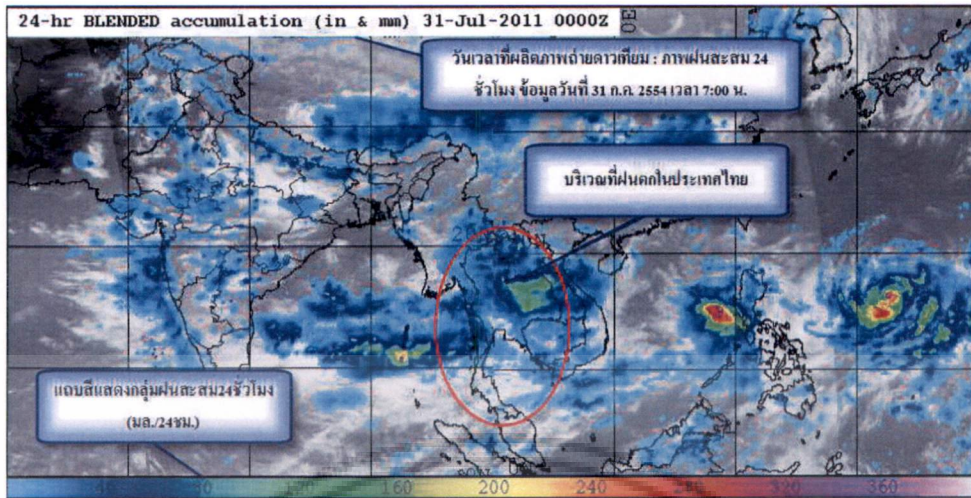 24-hr BLENDED accumulation (in & mm) 31-Jul-2011 0000Z
วันเวลาที่ผลิตภาพถ่ายดาวเทียม : ภาพฝนสะสม 24
ชั่วโมง ข้อมูลวันที่ 31 ก.ค. 2554 เวลา 7:00 น.
บริเวณที่ฝนตกในประเทศไทย
แถบสีแสดงกลุ่มฝนสะสม24ชั่วโมง
(มล./24ชม.)
40 80 160 200 240 280 320 360